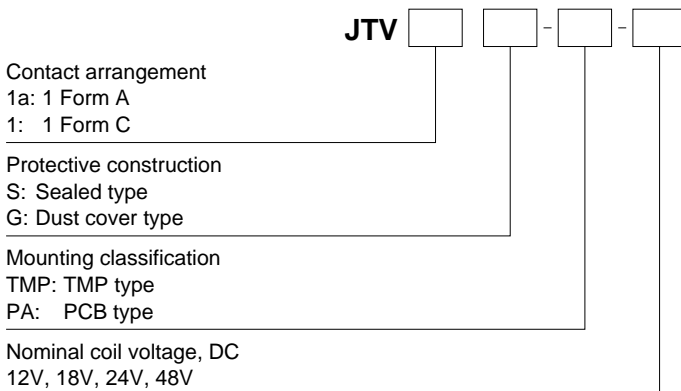 JTV - -
Contact arrangement
1a: 1 Form A
1: 1 Form C
Protective construction
S: Sealed type
G: Dust cover type
Mounting classification
TMP: TMP type
PA: PCB type
Nominal coil voltage, DC
12V, 18V, 24V, 48V